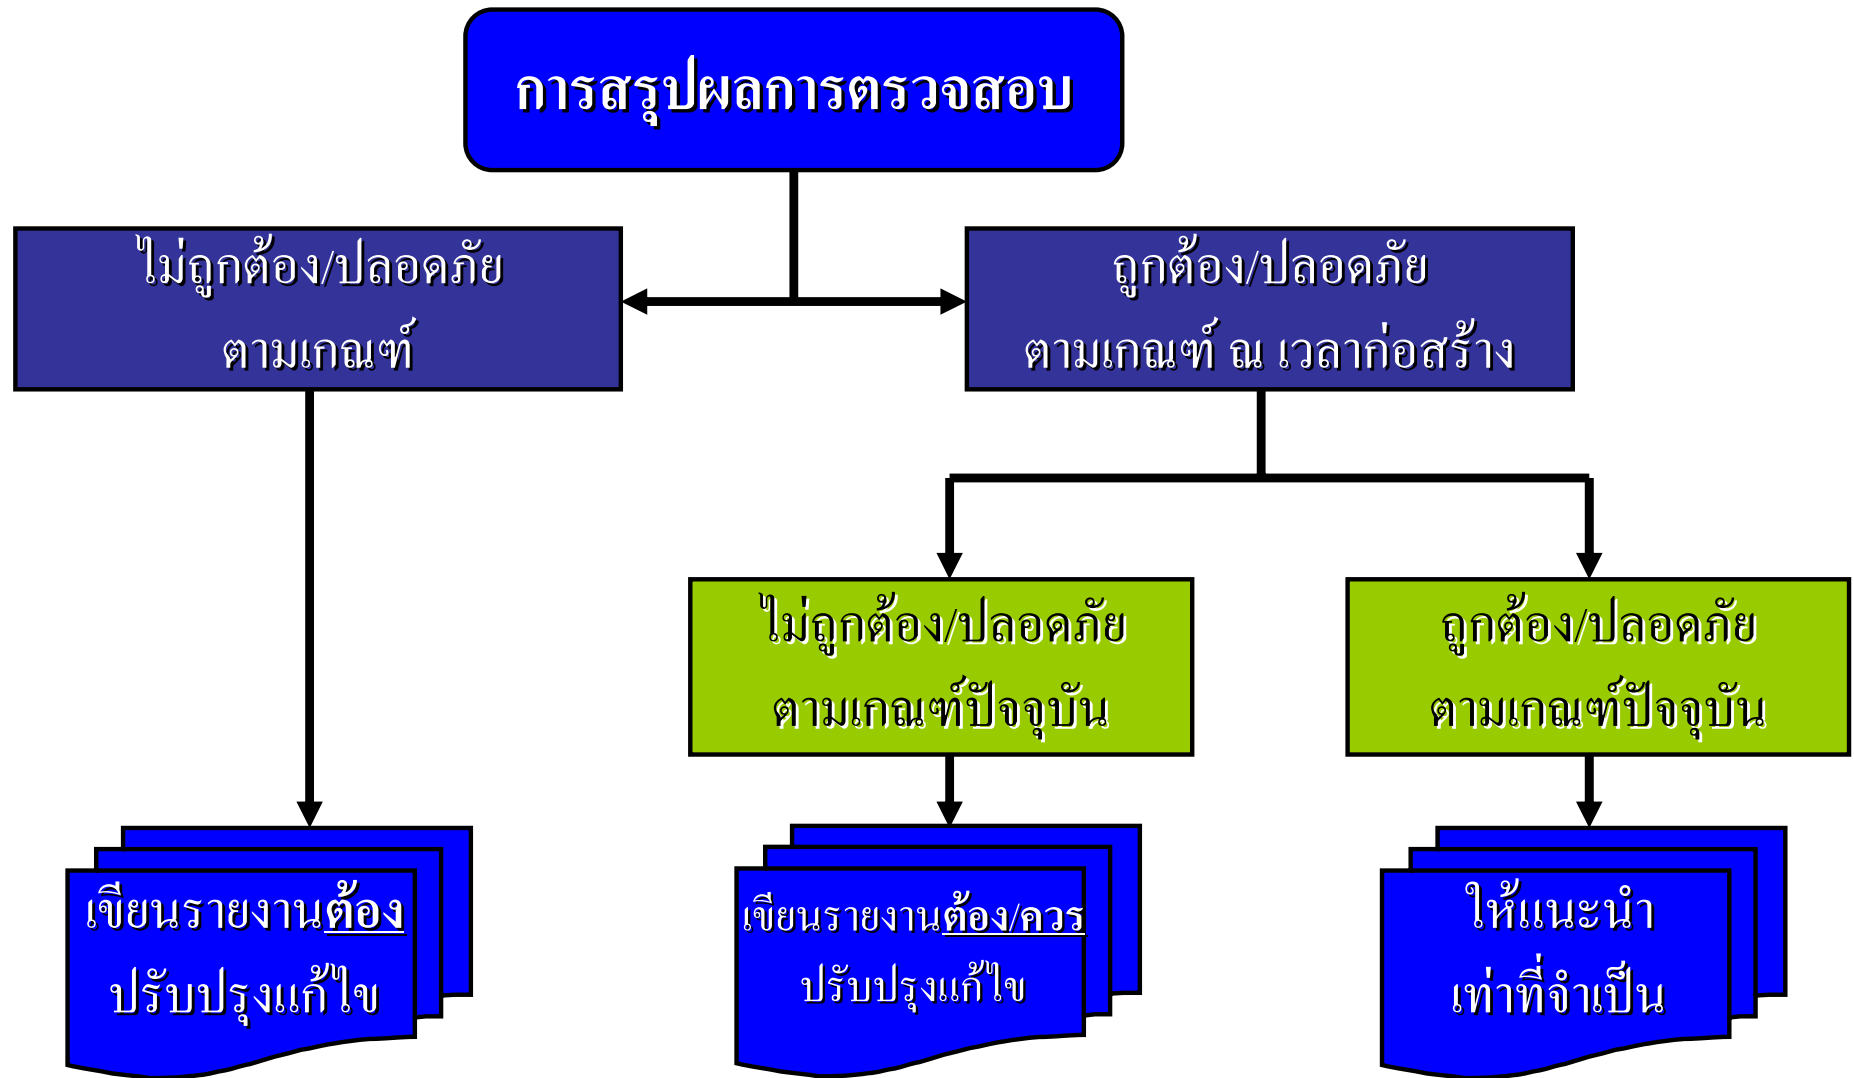 การสรุปผลการตรวจสอบ
ไม่ถูกต้อง/ปลอดภัย
ตามเกณฑ์
ถูกต้อง/ปลอดภัย
ตามเกณฑ์ ณ เวลาก่อสร้าง
ไม่ถูกต้อง/ปลอดภัย
ตามเกณฑ์ปัจจุบัน
ถูกต้อง/ปลอดภัย
ตามเกณฑ์ปัจจุบัน
เขียนรายงานต้อง
ปรับปรุงแก้ไข
เขียนรายงานต้อง/ควร
ปรับปรุงแก้ไข
ให้แนะนำ
เท่าที่จำเป็น